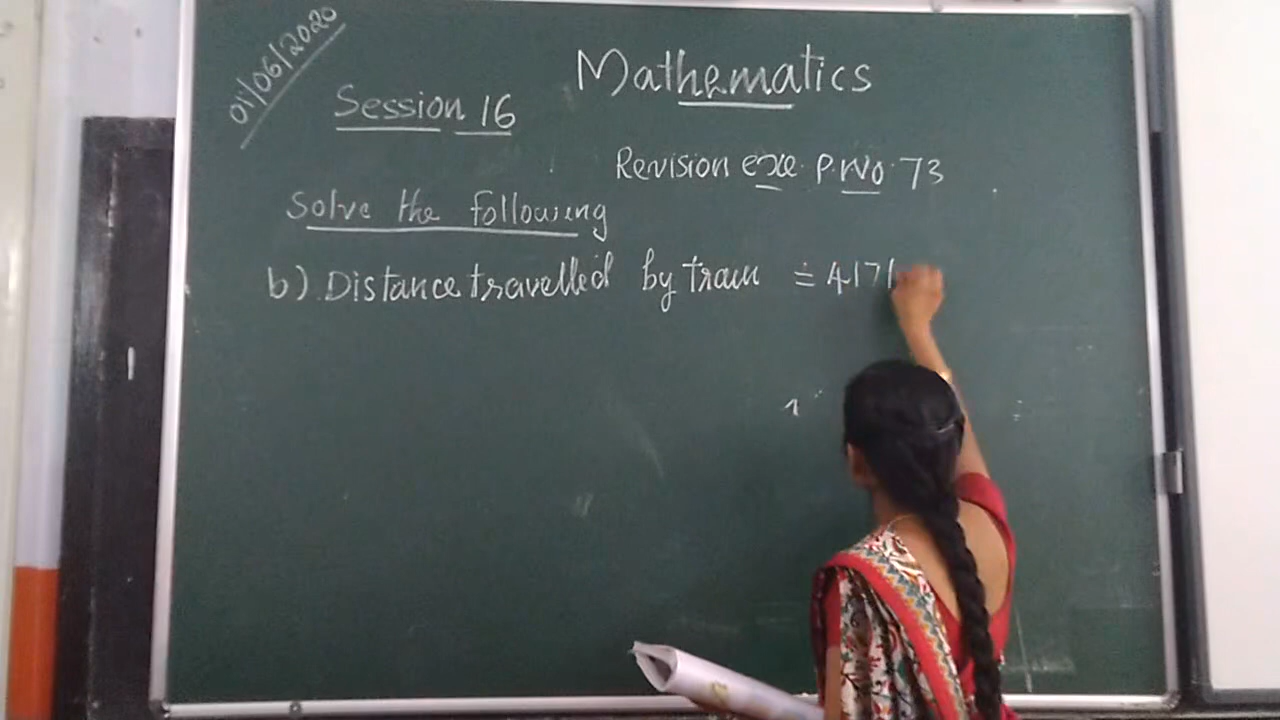 01/06/2020
Mathematics
Session 16
Revision exe. P.No. 73
Solve the following
b) Distance travelled by train = 4171